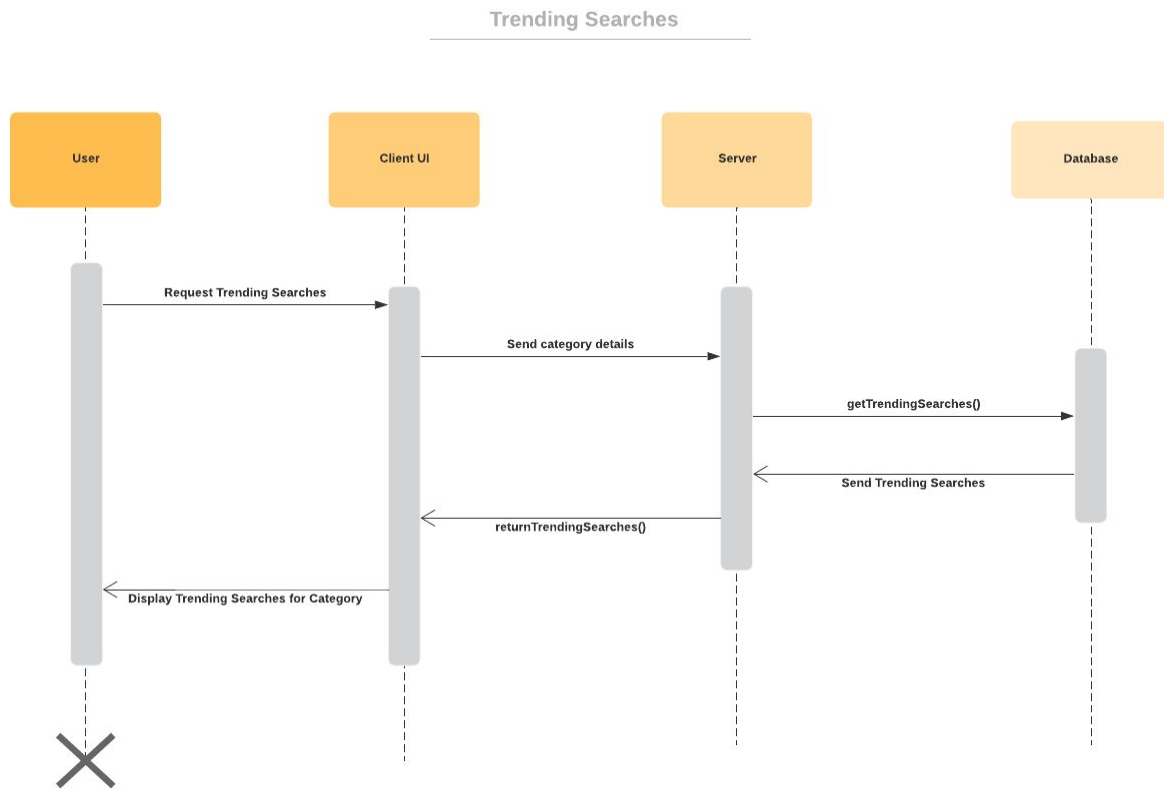 Trending Searches
User
Client UI
Server
Database
Request Trending Searches
Send category details
getTrendingSearches()
Send Trending Searches
returnTrendingSearches()
Display Trending Searches for Category